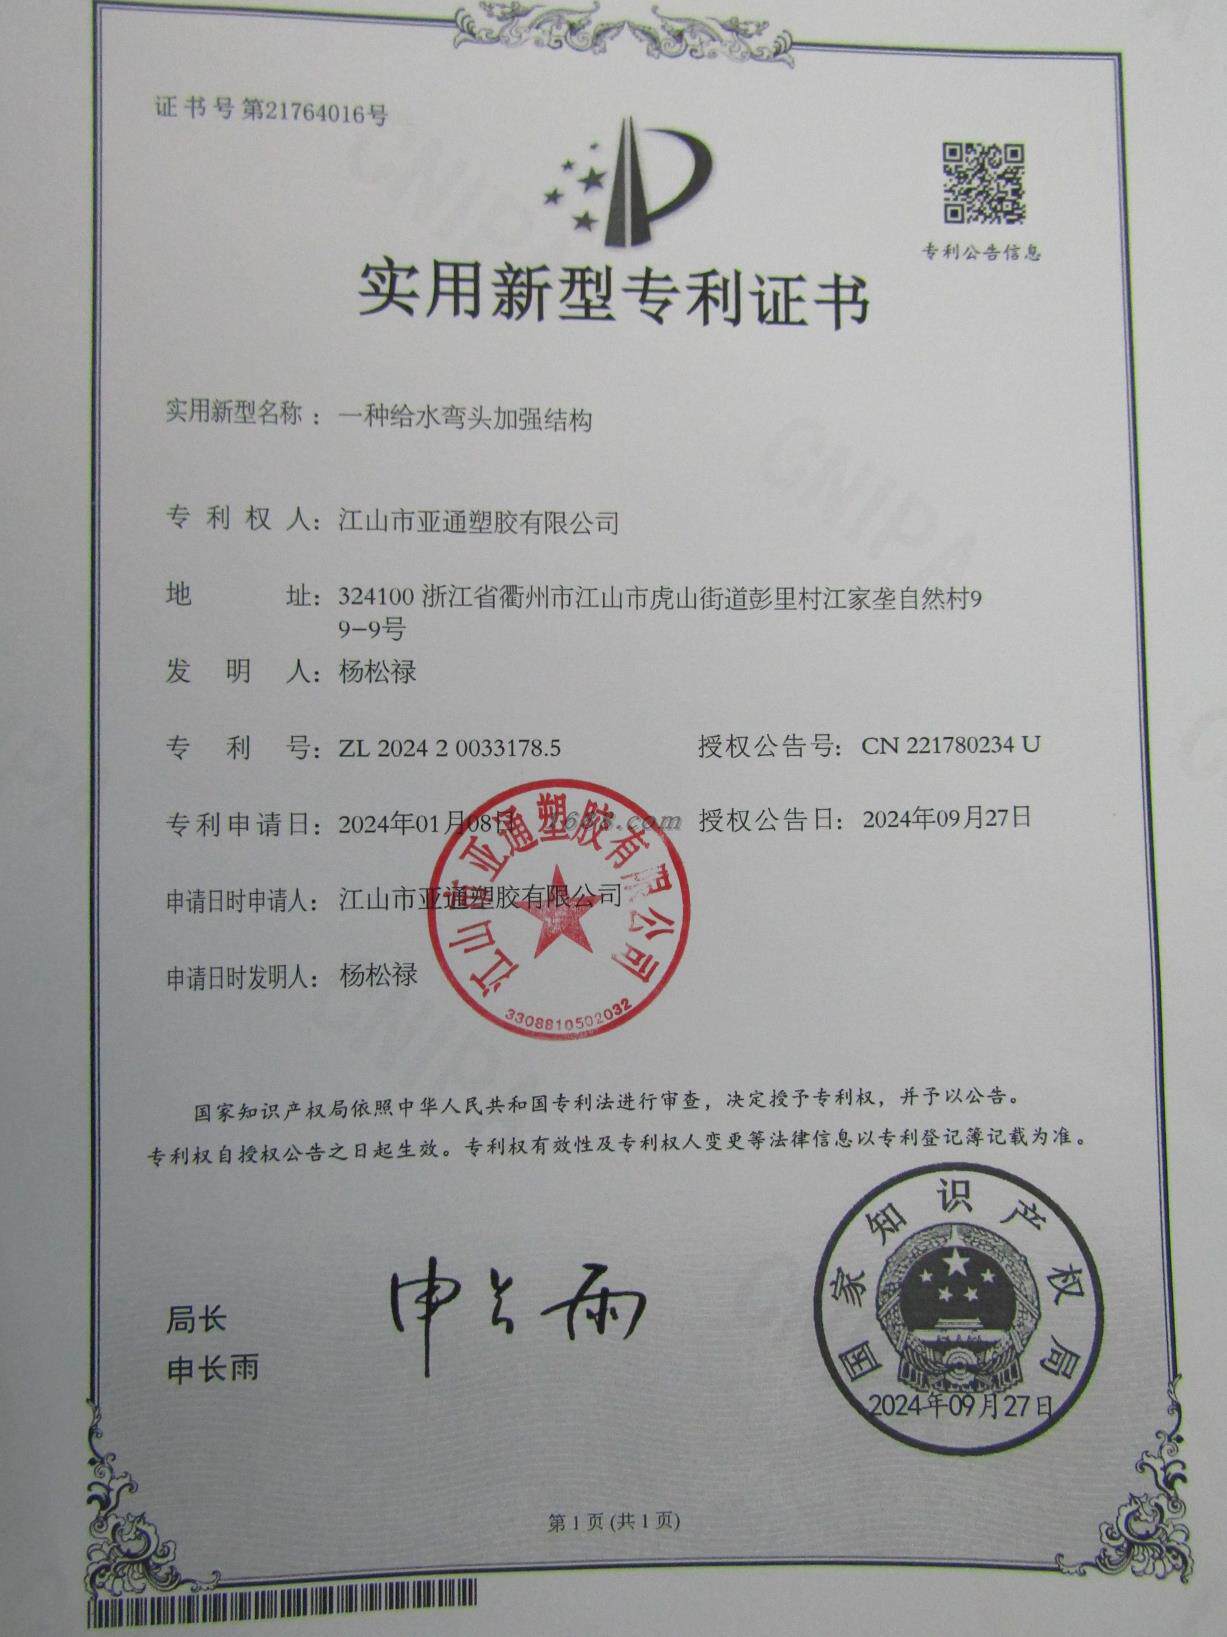 证书号第21764016号
专利公告信息
实用新型专利证书
实用新型名称：一种给水弯头加强结构
专利权人：江山市亚通塑胶有限公司
地址：324100 浙江省衢州市江山市虎山街道彭里村江家垄自然村9
9-9号
发明人：杨松禄
专利号：ZL 2024 2 0033178.5 授权公告号：CN 221780234 U
专利申请日：2024年01月08日 授权公告日：2024年09月27日
申请日时申请人：江山市亚通塑胶有限公司
申请日时发明人：杨松禄
江山市亚通塑胶有限公司
3308810502032
国家知识产权局依照中华人民共和国专利法进行审查，决定授予专利权，并予以公告。
专利权自授权公告之日起生效。专利权有效性及专利权人变更等法律信息以专利登记簿记载为准。
局长
申长雨
申长雨
国家知识产权局
2024年09月27日
第1页(共1页)
CNIPA